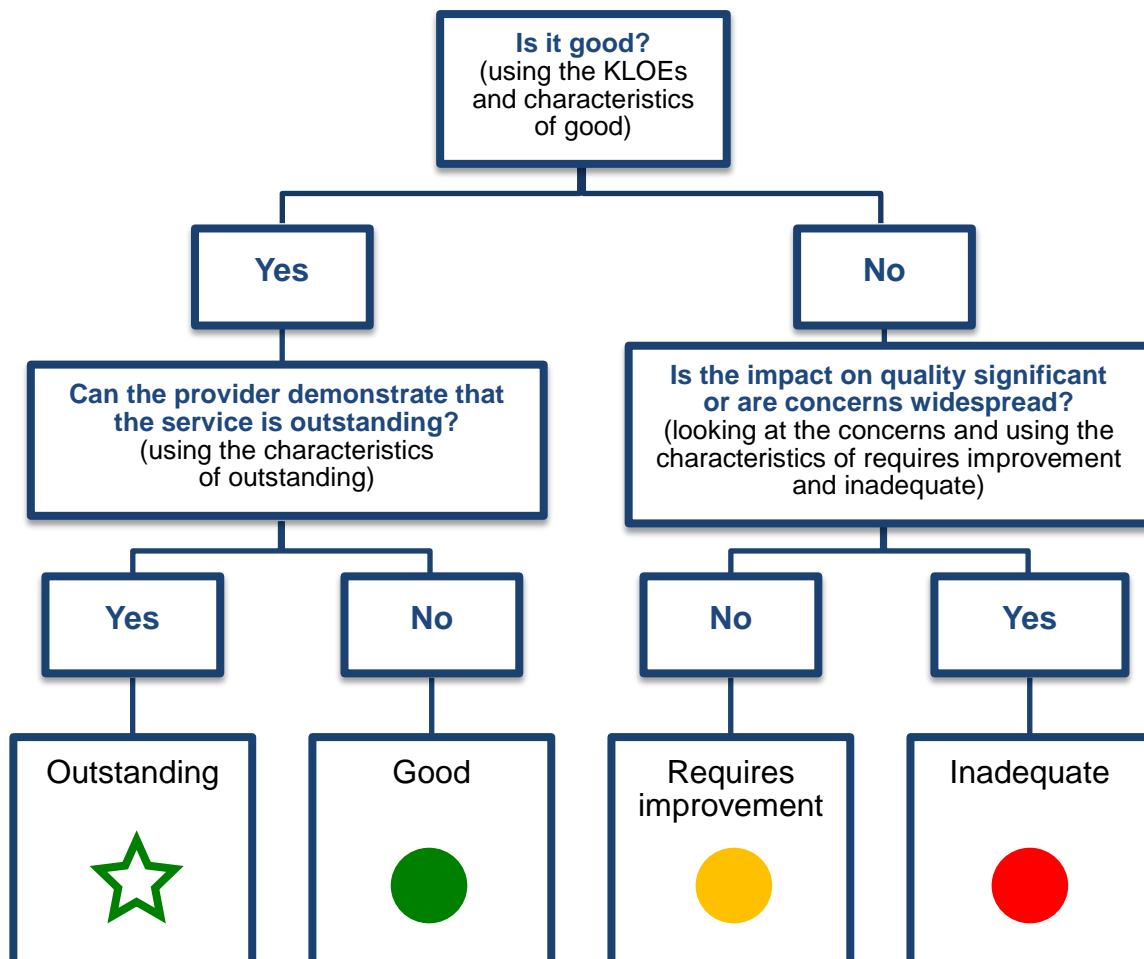 Is it good?
(using the KLOEs
and characteristics
of good)
Yes
No
Can the provider demonstrate that
the service is outstanding?
(using the characteristics
of outstanding)
Is the impact on quality significant
or are concerns widespread?
(looking at the concerns and using the
characteristics of requires improvement
and inadequate)
Yes
No
No
Yes
Outstanding
Good
Requires
improvement
Inadequate